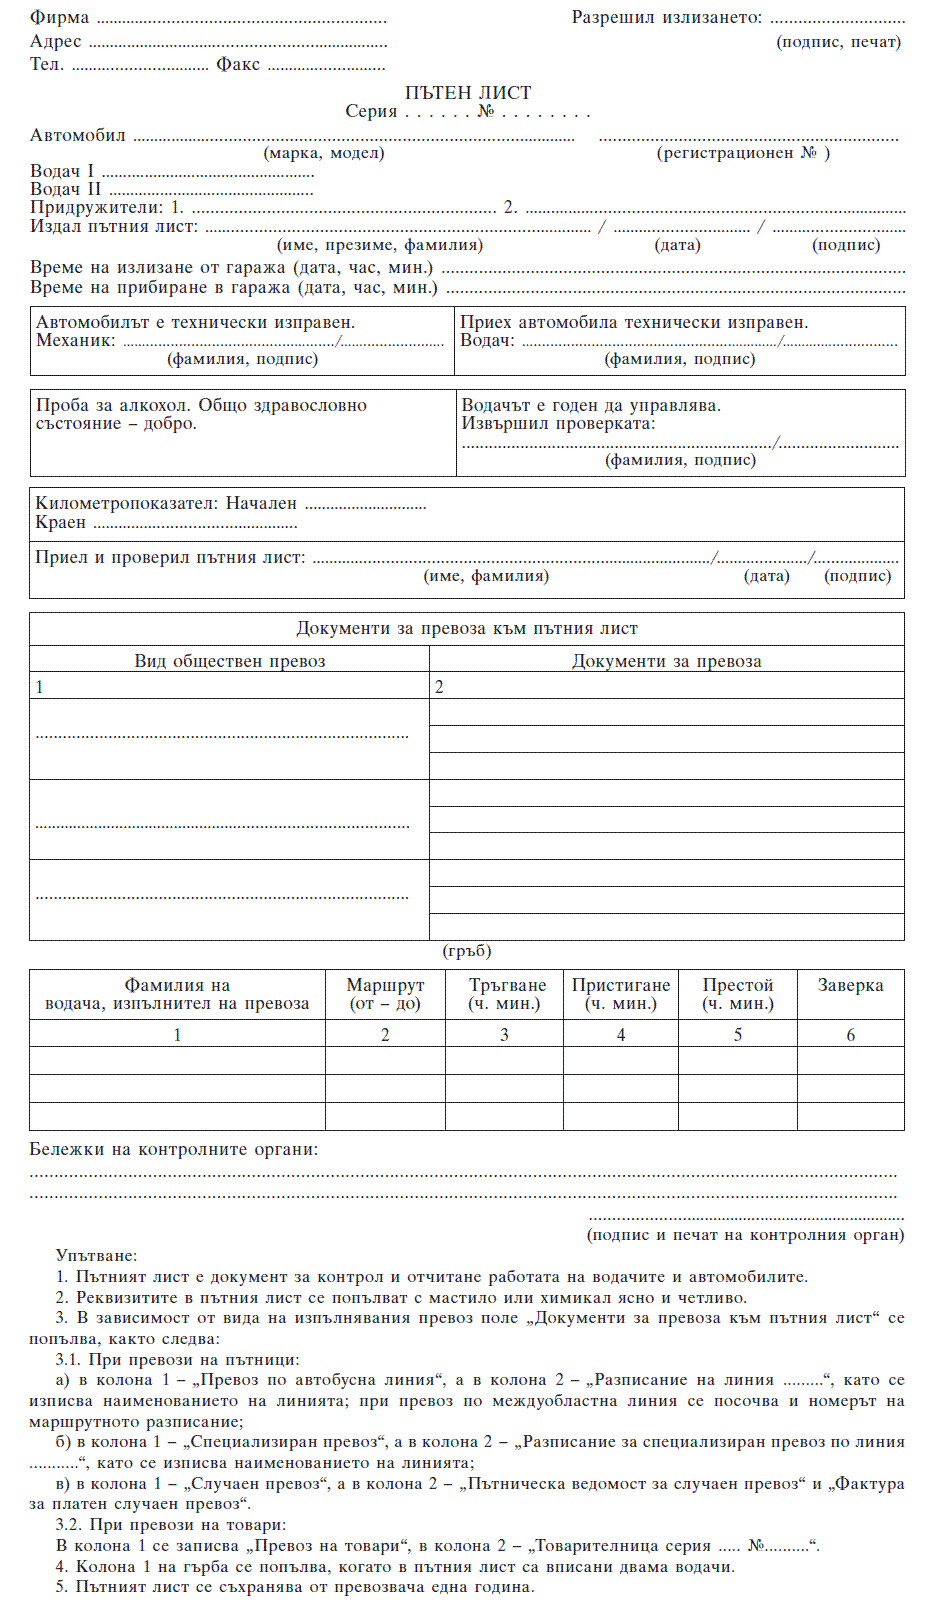 Фирма ................................................................ Разрешил излизането: .............................
Адрес ................................................................ (подпис, печат)
Тел. ................................ Факс ...........................
ПЪТЕН ЛИСТ
Серия . . . . . . № . . . . . . . .
Автомобил ................................................................................ ................................................................
(марка, модел) (регистрационен № )
Водач I ..................................................
Водач II ................................................
Придружители: 1. ................................................................ 2. ................................................................
Издал пътния лист: ................................................................ / ............................. / .............................
(име, презиме, фамилия) (дата) (подпис)
Време на излизане от гаража (дата, час, мин.) ................................................................
Време на прибиране в гаража (дата, час, мин.) ................................................................
Автомобилът е технически изправен. Приех автомобила технически изправен.
Механик: ................................................/........................ Водач: ................................................/........................
(фамилия, подпис) (фамилия, подпис)
Проба за алкохол. Общо здравословно Водачът е годен да управлява.
състояние – добро. Извършил проверката:
................................................................/............................
(фамилия, подпис)
Километропоказател: Начален .............................
Краен ................................................
Приел и проверил пътния лист: ................................................................/...................../....................
(име, фамилия) (дата) (подпис)
Документи за превоза към пътния лист
Вид обществен превоз Документи за превоза
1 2
................................................................................
................................................................................
................................................................................
(гръб)
Фамилия на Маршрут Тръгване Пристигане Престой Заверка
водача, изпълнител на превоза (от – до) (ч. мин.) (ч. мин.) (ч. мин.)
1 2 3 4 5 6
Бележки на контролните органи:
................................................................................................................................
................................................................................................................................
....................................................................
(подпис и печат на контролния орган)
Упътване:
1. Пътният лист е документ за контрол и отчитане работата на водачите и автомобилите.
2. Реквизитите в пътния лист се попълват с мастило или химикал ясно и четливо.
3. В зависимост от вида на изпълнявания превоз поле „Документи за превоза към пътния лист“ се
попълва, както следва:
3.1. При превози на пътници:
а) в колона 1 – „Превоз по автобусна линия“, а в колона 2 – „Разписание на линия .........“, като се
изписва наименованието на линията; при превоз по междуобластна линия се посочва и номерът на
маршрутното разписание;
б) в колона 1 – „Специализиран превоз“, а в колона 2 – „Разписание за специализиран превоз по линия
..........“, като се изписва наименованието на линията;
в) в колона 1 – „Случаен превоз“, а в колона 2 – „Пътническа ведомост за случаен превоз“ и „Фактура
за платен случаен превоз“.
3.2. При превози на товари:
В колона 1 се записва „Превоз на товари“, в колона 2 – „Товарителница серия ..... №..........“.
4. Колона 1 на гърба се попълва, когато в пътния лист са вписани двама водачи.
5. Пътният лист се съхранява от превозвача една година.